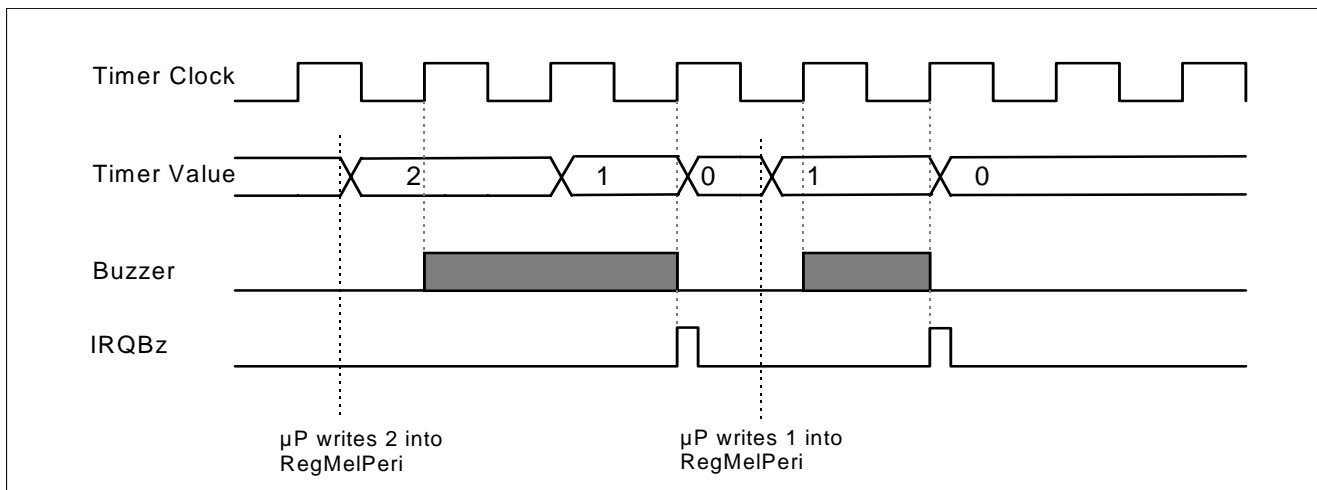 Timer Clock
Timer Value 2 1 0 1 0
Buzzer
IRQBz
µP writes 2 into
RegMelPeri
µP writes 1 into
RegMelPeri